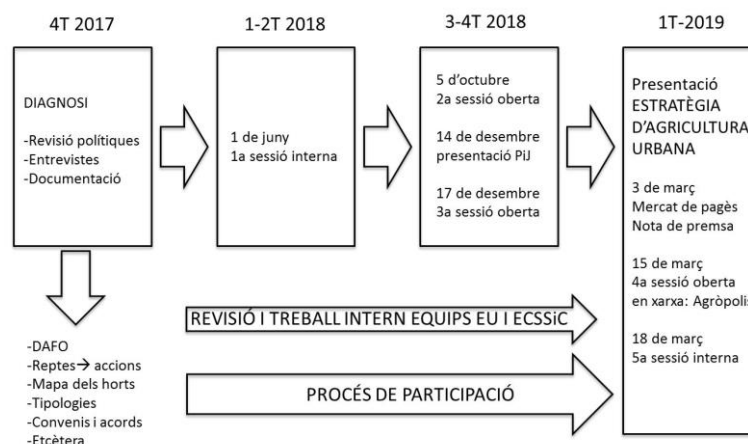 4T 2017
1-2T 2018
3-4T 2018
1T-2019
DIAGNOSI
-Revisió polítiques
-Entrevistes
-Documentació
1 de juny
1a sessió interna
5 d'octubre
2a sessió oberta
14 de desembre
presentació PiJ
17 de desembre
3a sessió oberta
Presentació
ESTRATÈGIA
D'AGRICULTURA
URBANA
3 de març
Mercat de pagès
Nota de premsa
15 de març
4a sessió oberta
en xarxa: Agròpolis
18 de març
5a sessió interna
REVISIÓ I TREBALL INTERN EQUIPS EU I ECSSiC
PROCÉS DE PARTICIPACIÓ
-DAFO
-Reptes→ accions
-Mapa dels horts
-Tipologies
-Convenis i acords
-Etcètera